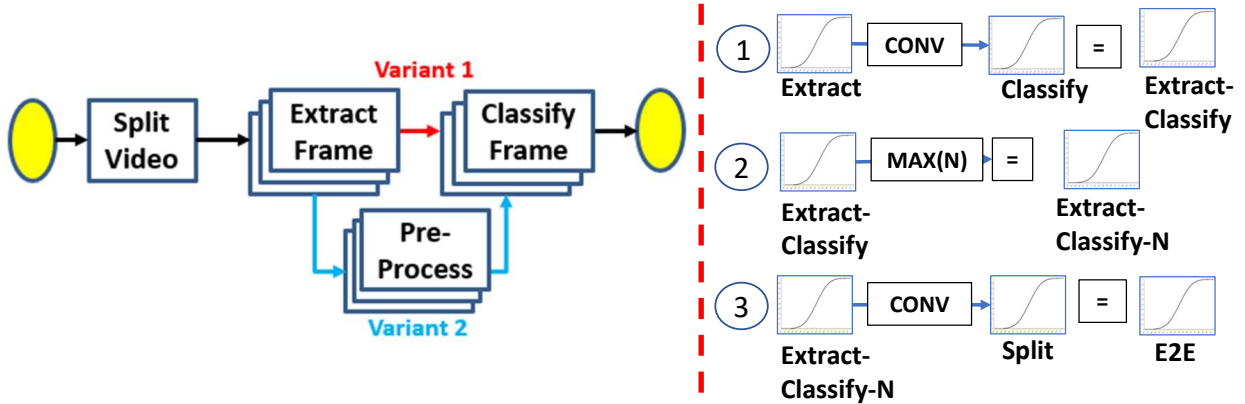 Variant 1
Split
Video
Extract
Frame
Classify
Frame
Pre-
Process
Variant 2
1
CONV
=
Extract
Classify
Extract-
Classify
2
MAX(N)
=
Extract-
Classify
Extract-
Classify-N
3
CONV
=
Extract-
Classify-N
Split
E2E